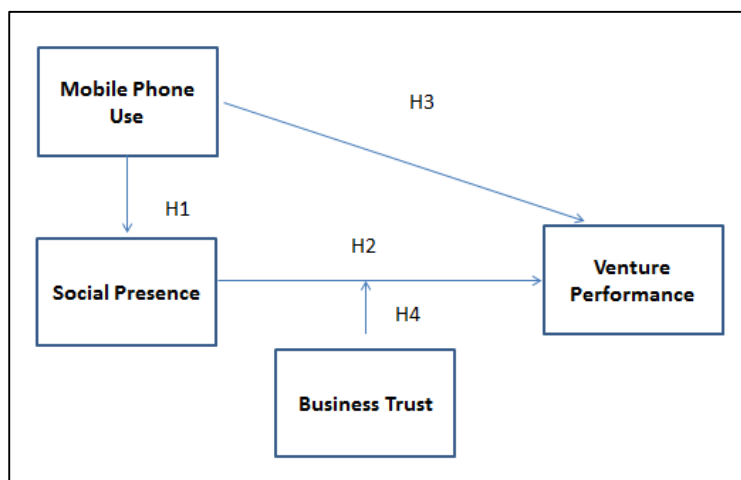 Mobile Phone
Use
H3
H1
H2
Social Presence
Venture
Performance
H4
Business Trust